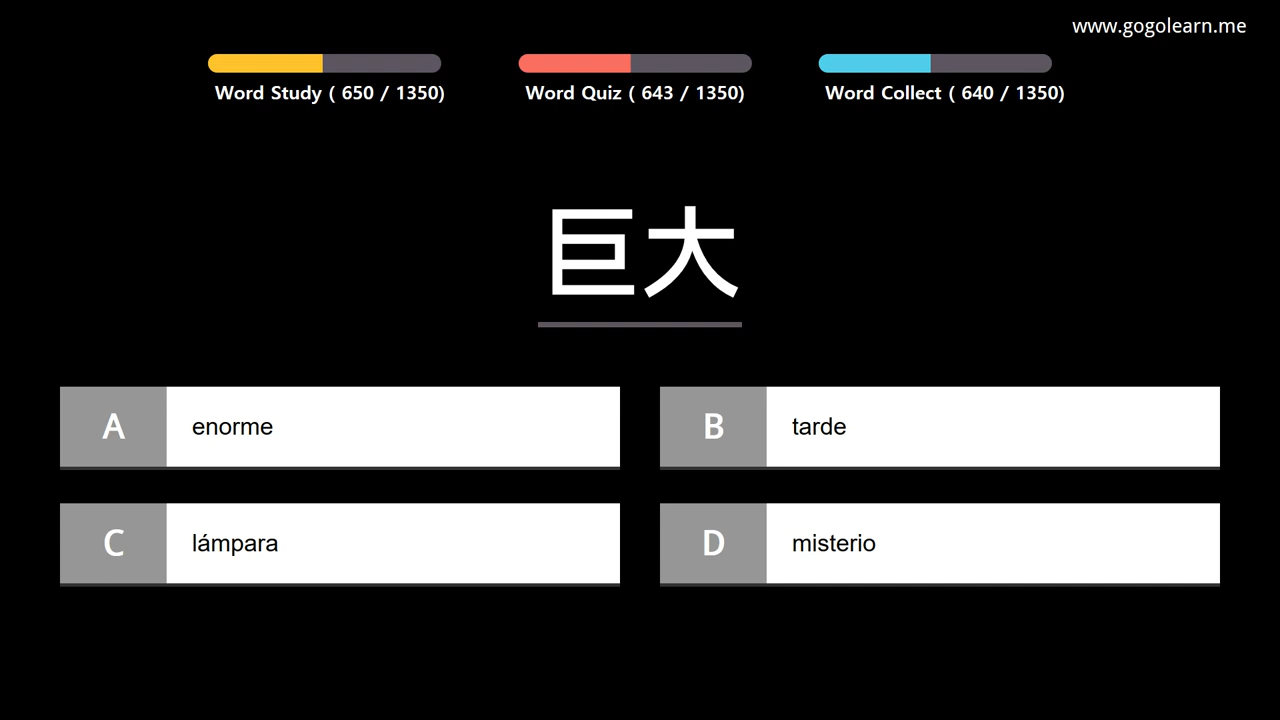 www.gogolearn.me
Word Study ( 650 / 1350)
Word Quiz ( 643 / 1350)
Word Collect ( 640 / 1350)
巨大
A enorme
B tarde
C lámpara
D misterio